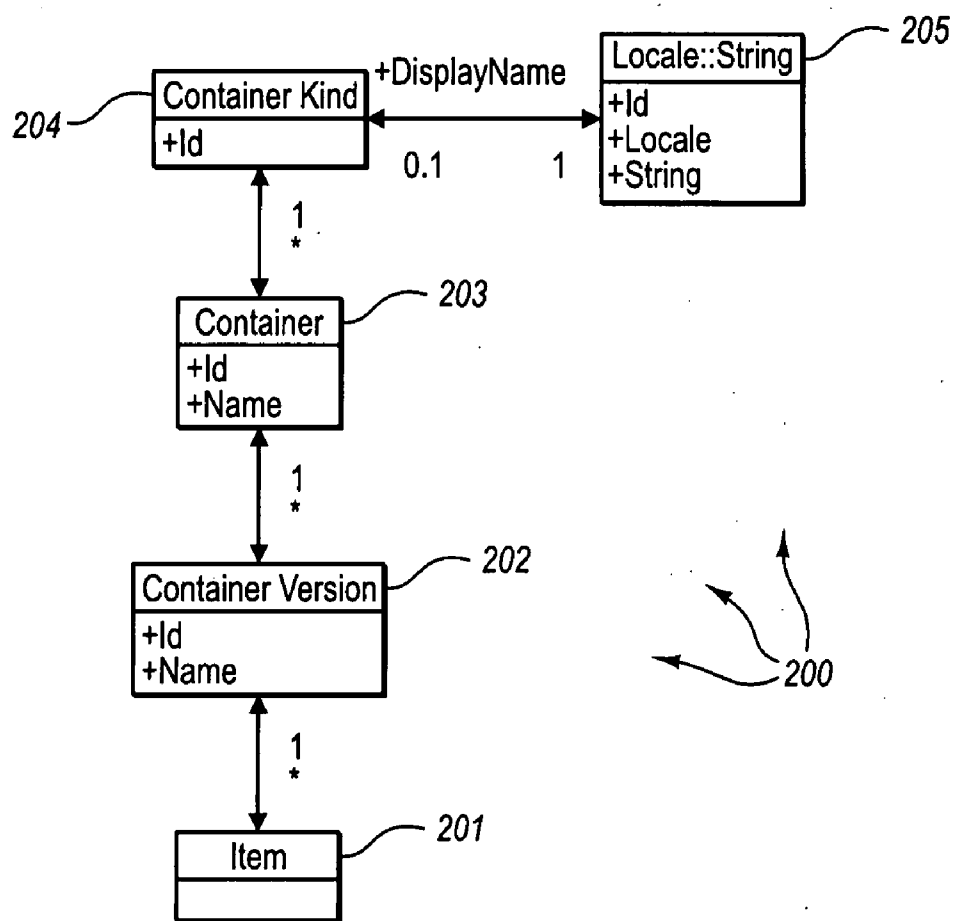 205
Locale::String
+Id
+Locale
+String
+DisplayName
0.1
1
204
Container Kind
+Id
1
*
203
Container
+Id
+Name
1
*
202
Container Version
+Id
+Name
200
1
*
201
Item